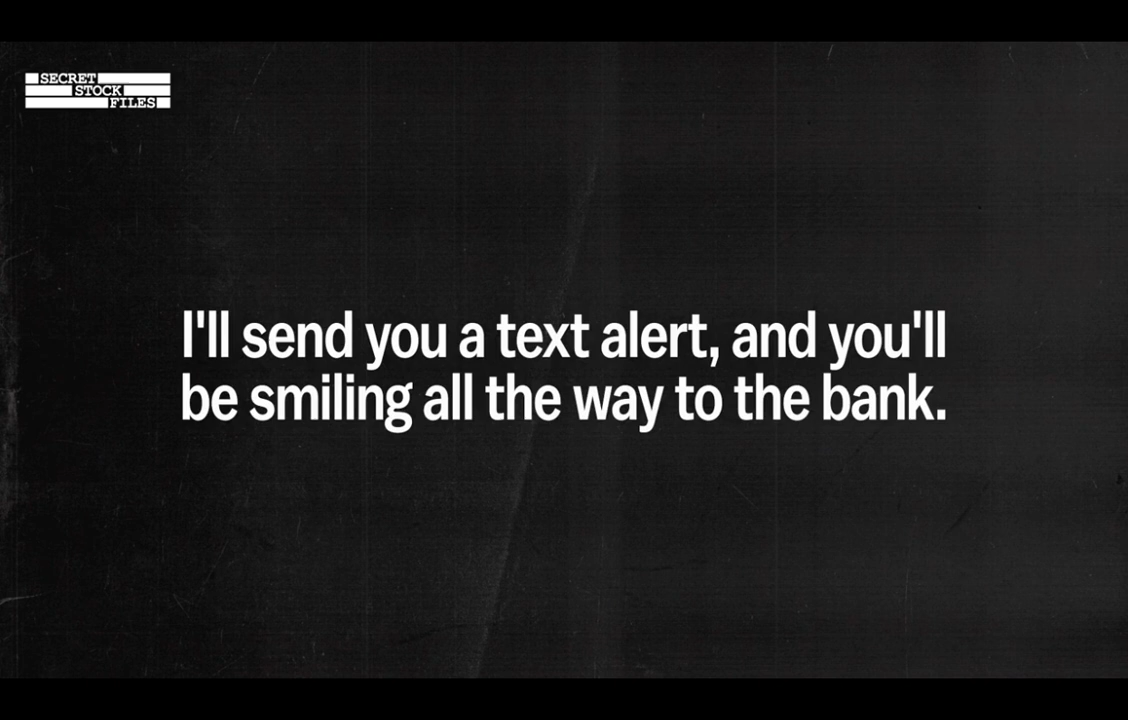 SECRET
STOCK
FILES
I'll send you a text alert, and you'll
be smiling all the way to the bank.